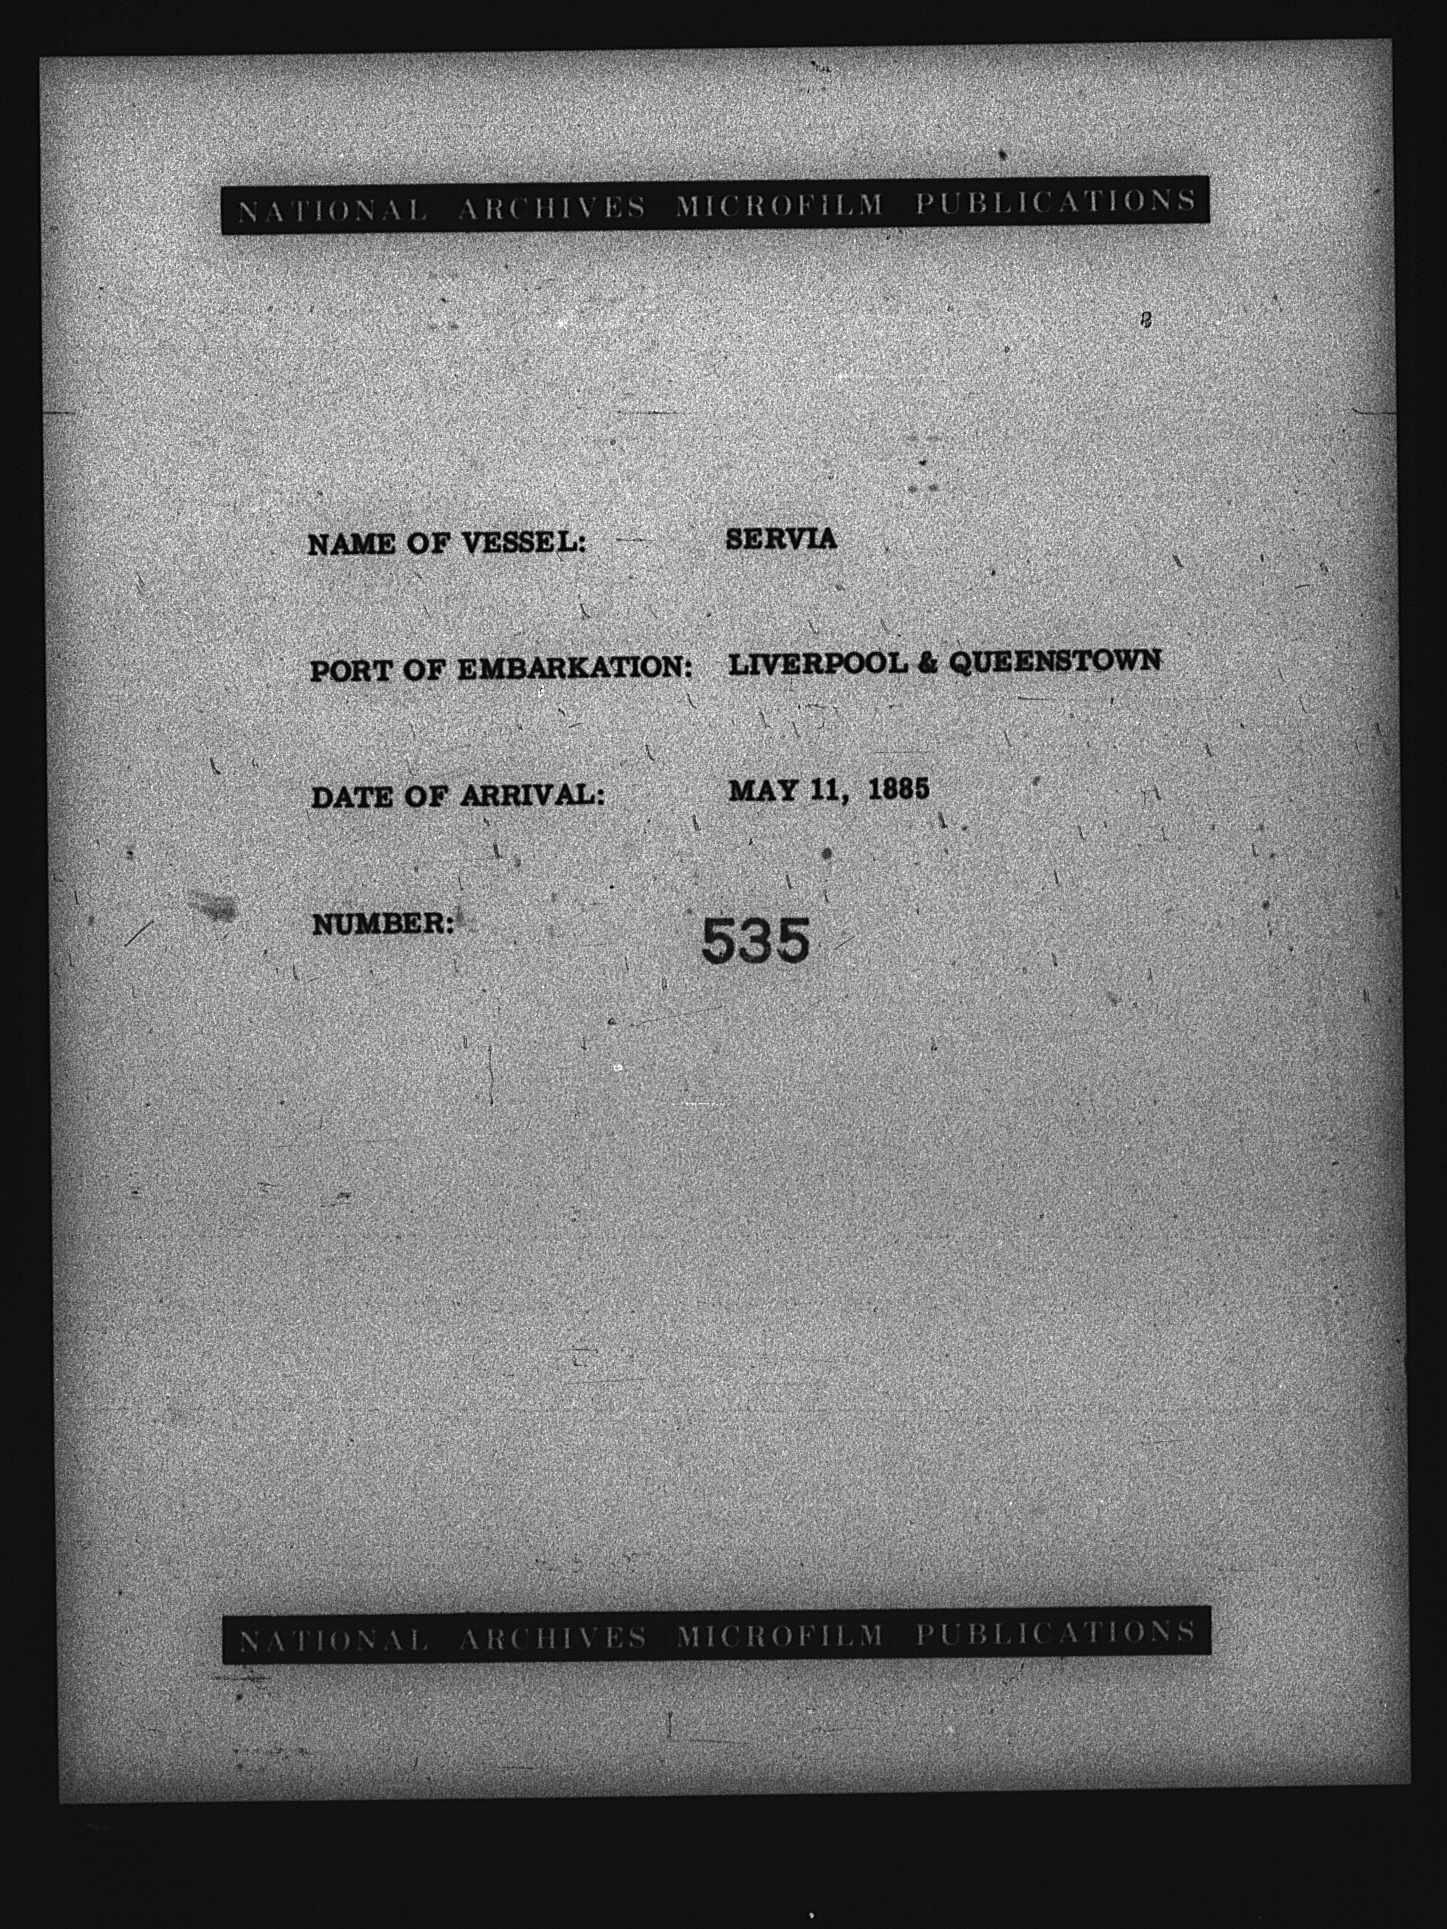 NATIONAL ARCHIVES MICROFILM PUBLICATIONS
NAME OF VESSEL: SERVIA
PORT OF EMBARKATION: LIVERPOOL & QUEENSTOWN
DATE OF ARRIVAL: MAY 11, 1885
NUMBER: 535
NATIONAL ARCHIVES MICROFILM PUBLICATIONS